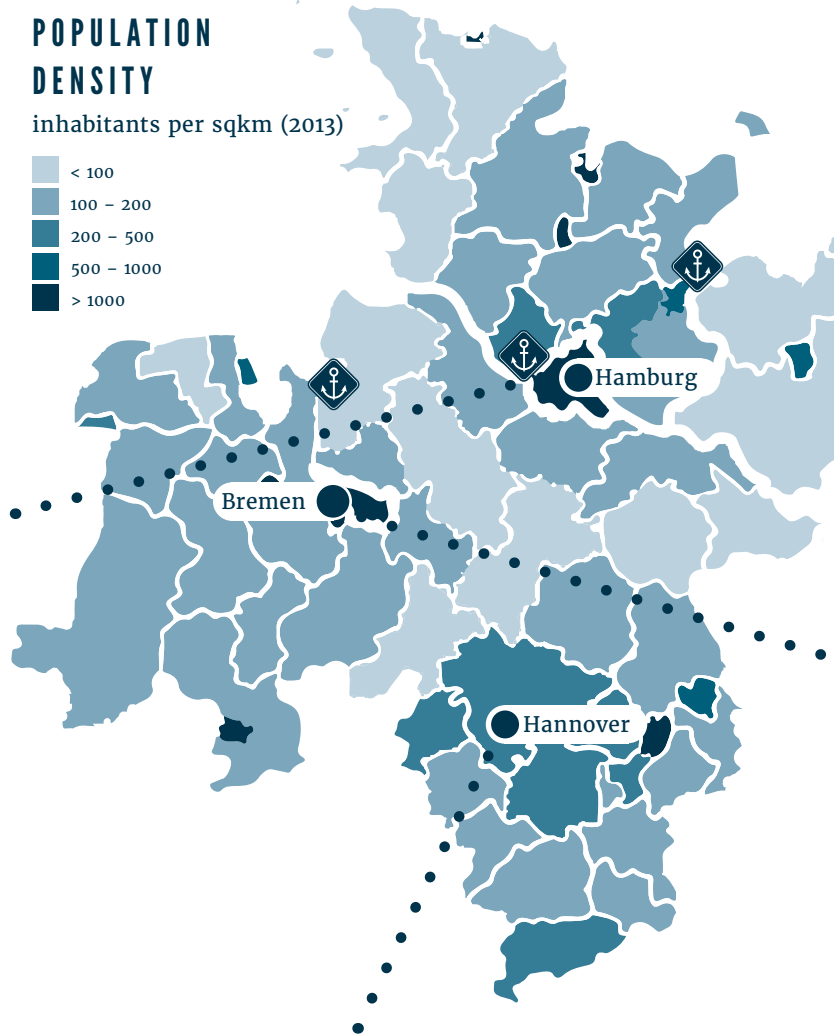 POPULATION
DENSITY
inhabitants per sqkm (2013)
< 100
100 – 200
200 – 500
500 – 1000
> 1000
Hamburg
Bremen
Hannover